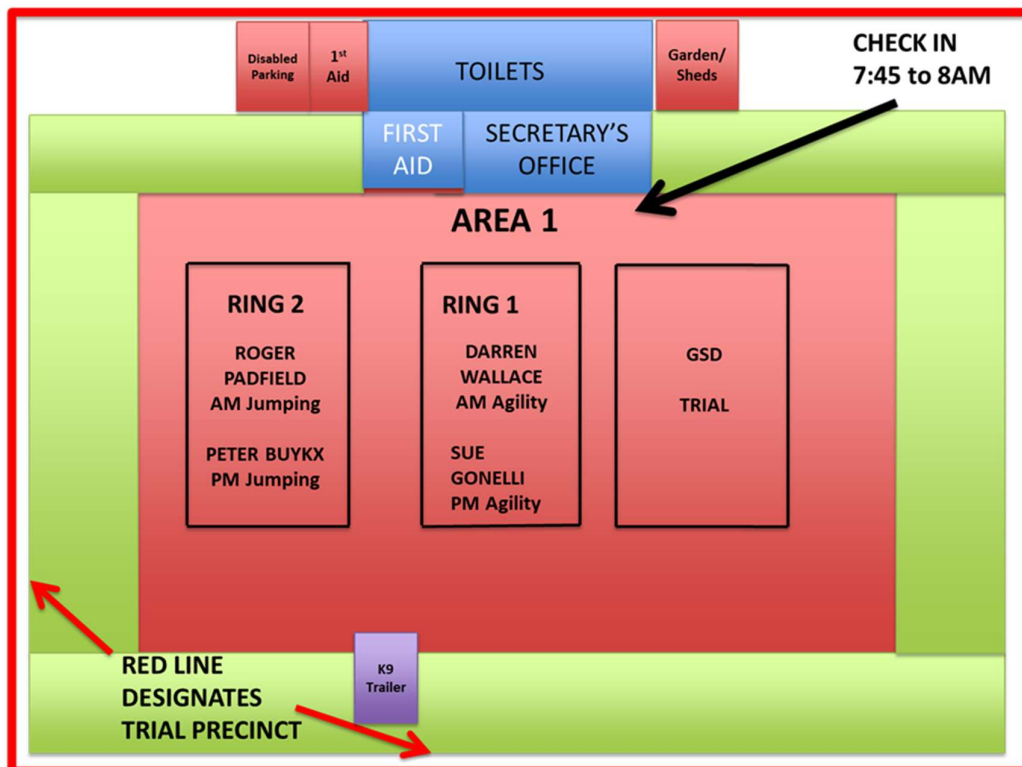 Disabled
Parking
1st
Aid
TOILETS
Garden/
Sheds
CHECK IN
7:45 to 8AM
FIRST
AID
SECRETARY'S
OFFICE
AREA 1
RING 2
ROGER
PADFIELD
AM Jumping
PETER BUYKX
PM Jumping
RING 1
DARREN
WALLACE
AM Agility
SUE
GONELLI
PM Agility
GSD
TRIAL
RED LINE
DESIGNATES
TRIAL PRECINCT
K9
Trailer